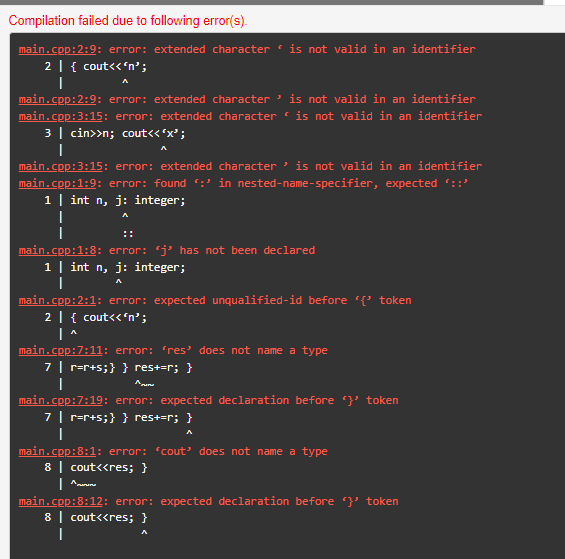 Compilation failed due to following error(s).
main.cpp:2:9: error: extended character ‘ is not valid in an identifier
2 | { cout<<‘n’;
| ^
main.cpp:2:9: error: extended character ’ is not valid in an identifier
main.cpp:3:15: error: extended character ‘ is not valid in an identifier
3 | cin>>n; cout<<‘x’;
| ^
main.cpp:3:15: error: extended character ’ is not valid in an identifier
main.cpp:1:9: error: found ‘:’ in nested-name-specifier, expected ‘::’
1 | int n, j: integer;
| ^
| ::
main.cpp:1:8: error: ‘j’ has not been declared
1 | int n, j: integer;
| ^
main.cpp:2:1: error: expected unqualified-id before ‘{’ token
2 | { cout<<‘n’;
| ^
main.cpp:7:11: error: ‘res’ does not name a type
7 | r=r+s;} } res+=r; }
| ^~~
main.cpp:7:19: error: expected declaration before ‘}’ token
7 | r=r+s;} } res+=r; }
| ^
main.cpp:8:1: error: ‘cout’ does not name a type
8 | cout<<res; }
| ^~~~
main.cpp:8:12: error: expected declaration before ‘}’ token
8 | cout<<res; }
| ^